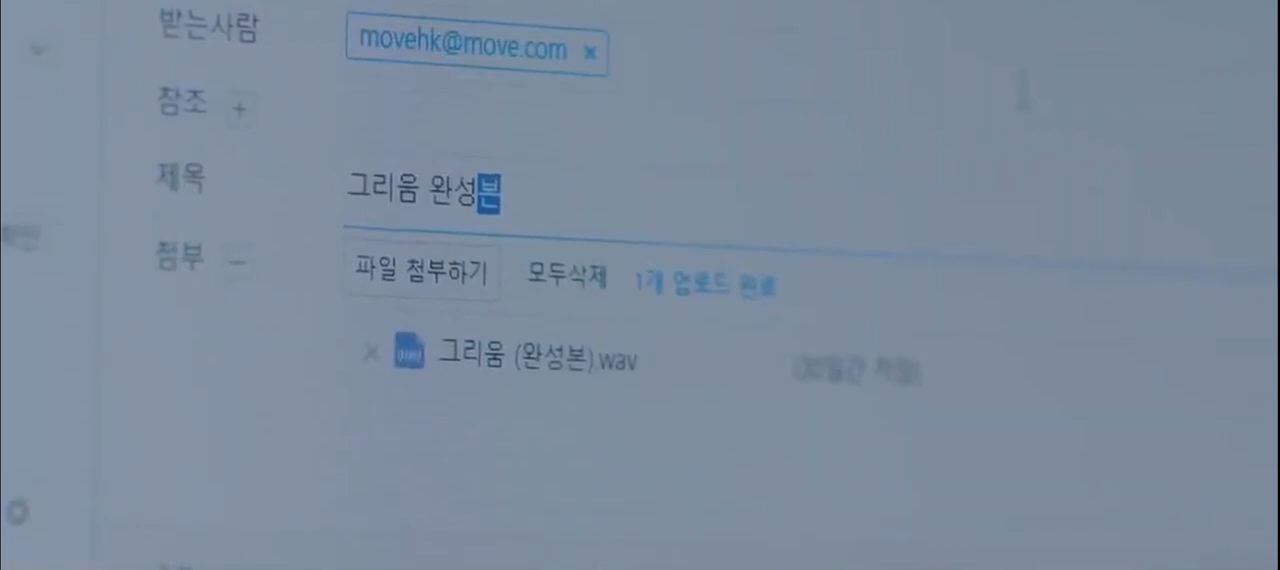 받는사람 movehk@move.com ×
참조 +
제목 그리움 완성븐
첨부 − 파일 첨부하기 모두삭제 1개 업로드 완료
× 그리움 (완성본).wav